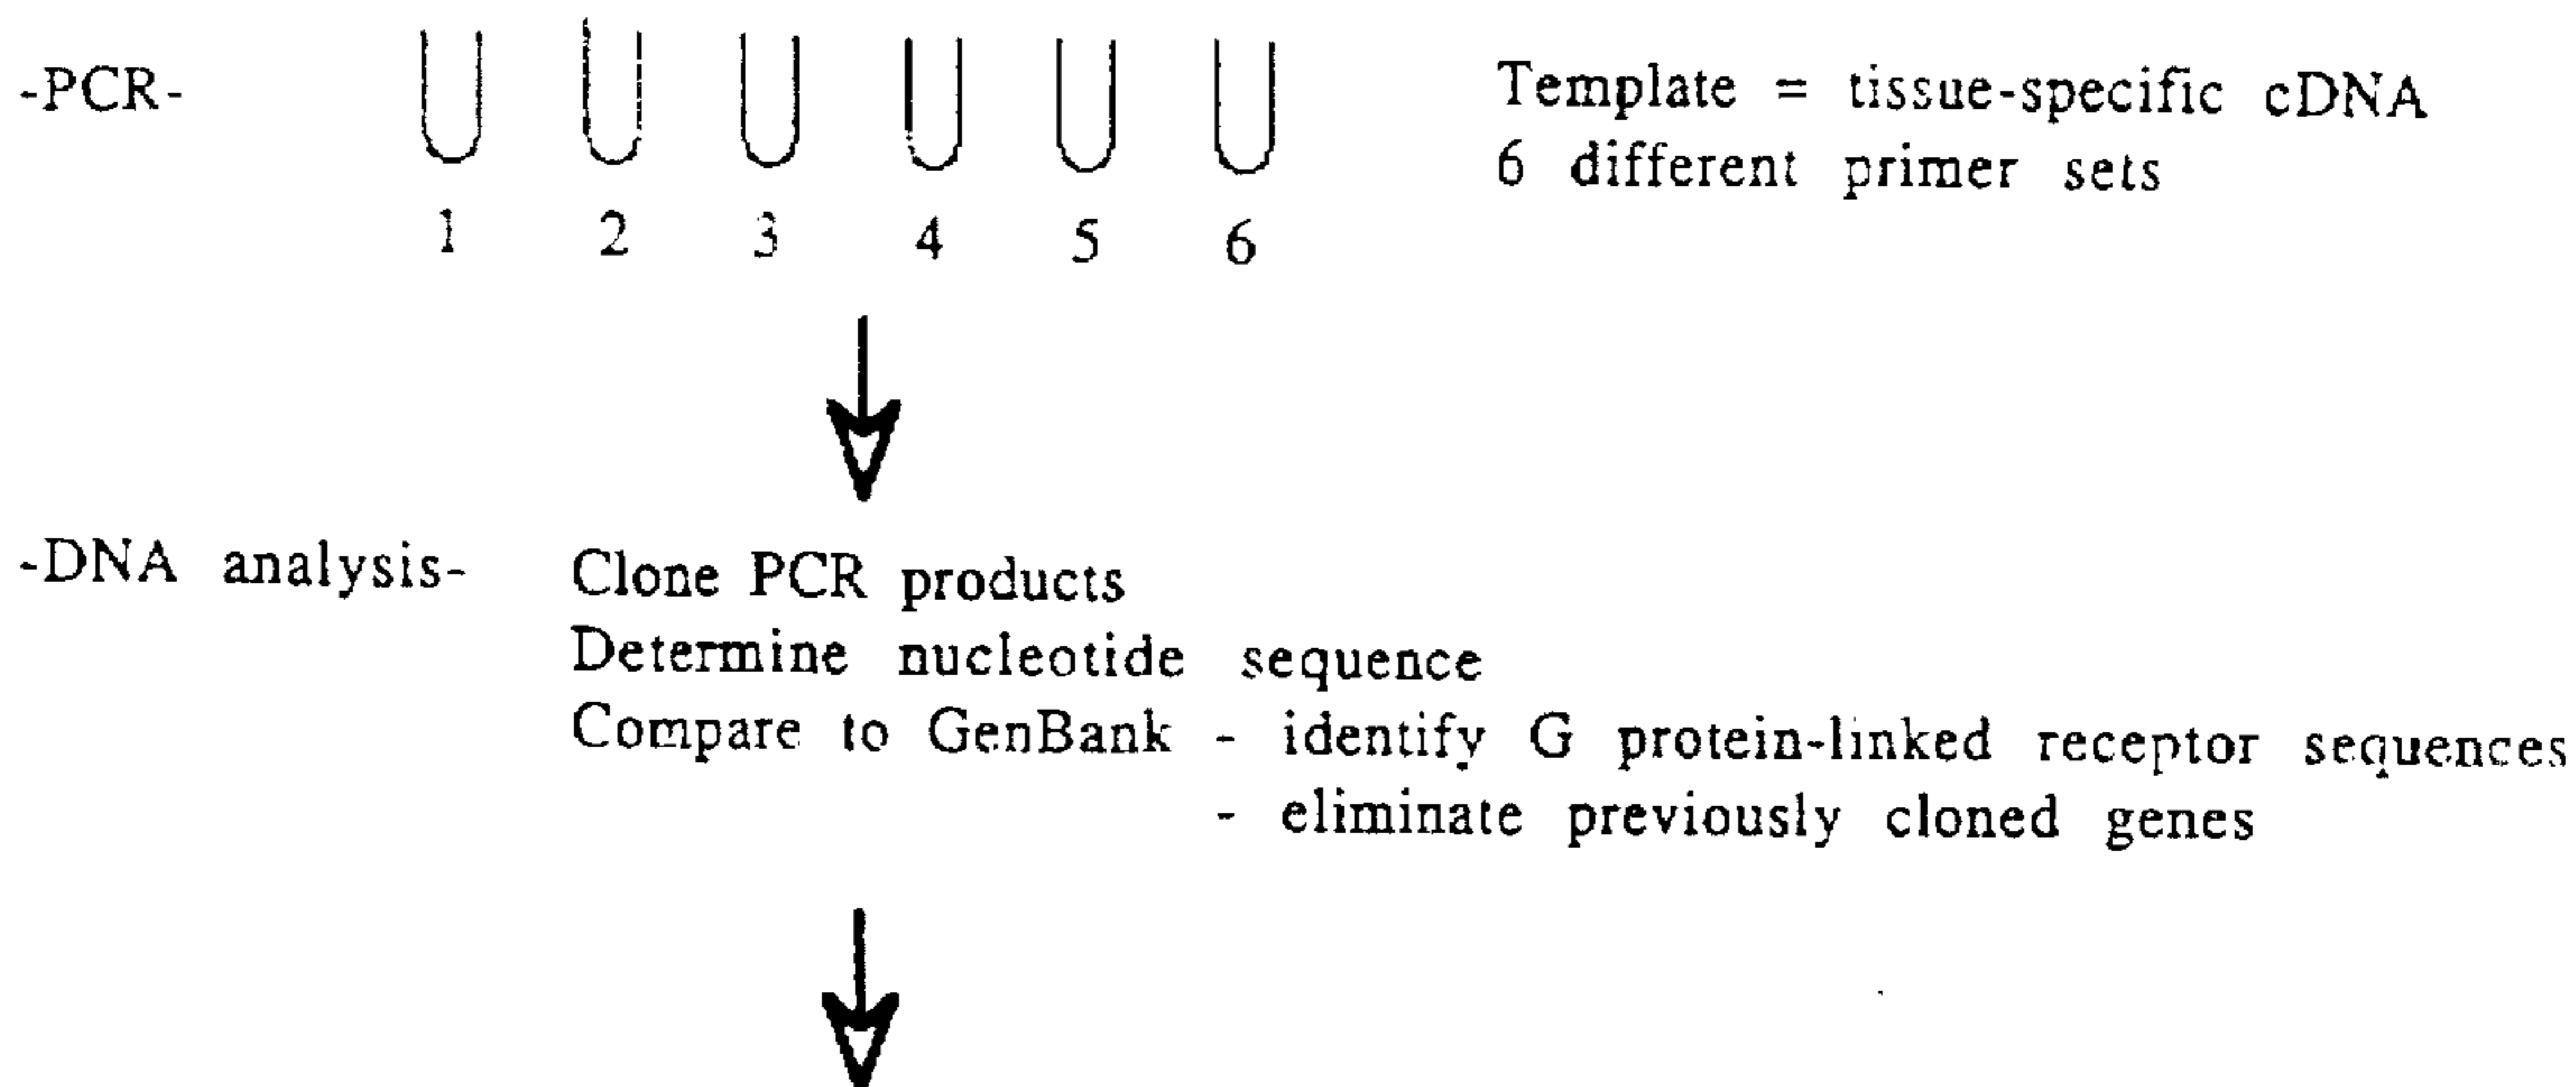 -PCR-
Template = tissue-specific cDNA
6 different primer sets
1 2 3 4 5 6
-DNA analysis- Clone PCR products
Determine nucleotide sequence
Compare to GenBank - identify G protein-linked receptor sequences
- eliminate previously cloned genes